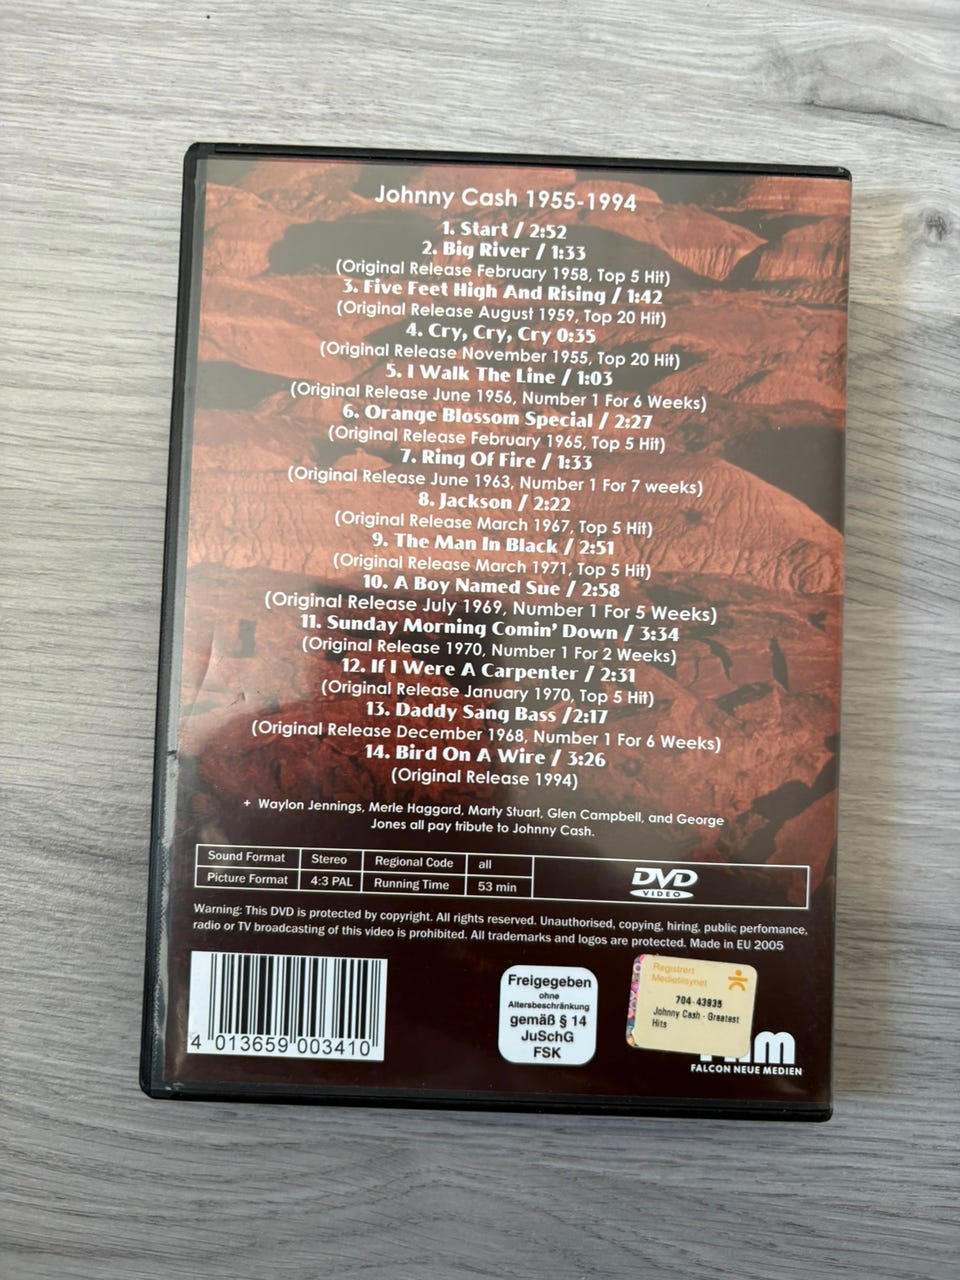 Johnny Cash 1955-1994
1. Start / 2:52
2. Big River / 1:33
(Original Release February 1958, Top 5 Hit)
3. Five Feet High And Rising / 1:42
(Original Release August 1959, Top 20 Hit)
4. Cry, Cry, Cry 0:35
(Original Release November 1955, Top 20 Hit)
5. I Walk The Line / 1:03
(Original Release June 1956, Number 1 For 6 Weeks)
6. Orange Blossom Special / 2:27
(Original Release February 1965, Top 5 Hit)
7. Ring Of Fire / 1:33
(Original Release June 1963, Number 1 For 7 weeks)
8. Jackson / 2:22
(Original Release March 1967, Top 5 Hit)
9. The Man In Black / 2:51
(Original Release March 1971, Top 5 Hit)
10. A Boy Named Sue / 2:58
(Original Release July 1969, Number 1 For 5 Weeks)
11. Sunday Morning Comin' Down / 3:34
(Original Release 1970, Number 1 For 2 Weeks)
12. If I Were A Carpenter / 2:31
(Original Release January 1970, Top 5 Hit)
13. Daddy Sang Bass /2:17
(Original Release December 1968, Number 1 For 6 Weeks)
14. Bird On A Wire / 3:26
(Original Release 1994)
+ Waylon Jennings, Merle Haggard, Marty Stuart, Glen Campbell, and George
Jones all pay tribute to Johnny Cash.
Sound Format Stereo Regional Code all
Picture Format 4:3 PAL Running Time 53 min
DVD
VIDEO
Warning: This DVD is protected by copyright. All rights reserved. Unauthorised, copying, hiring, public perfomance,
radio or TV broadcasting of this video is prohibited. All trademarks and logos are protected. Made in EU 2005
4 013659 003410
Freigegeben
ohne
Altersbeschränkung
gemäß § 14
JuSchG
FSK
Registrert
Medietilsynet
704-43935
Johnny Cash - Greatest
Hits
FALCON NEUE MEDIEN